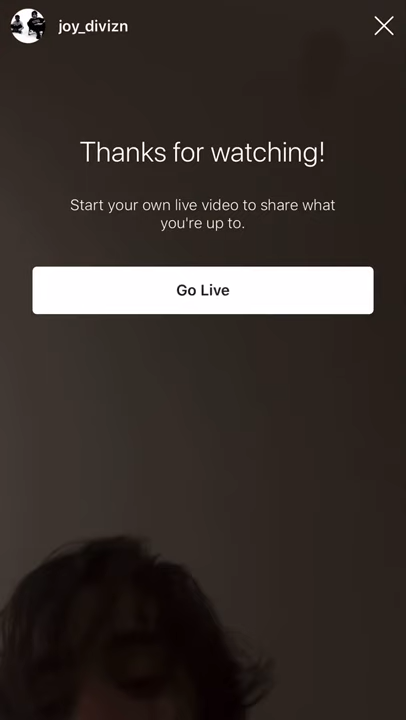 joy_divizn
Thanks for watching!
Start your own live video to share what
you're up to.
Go Live